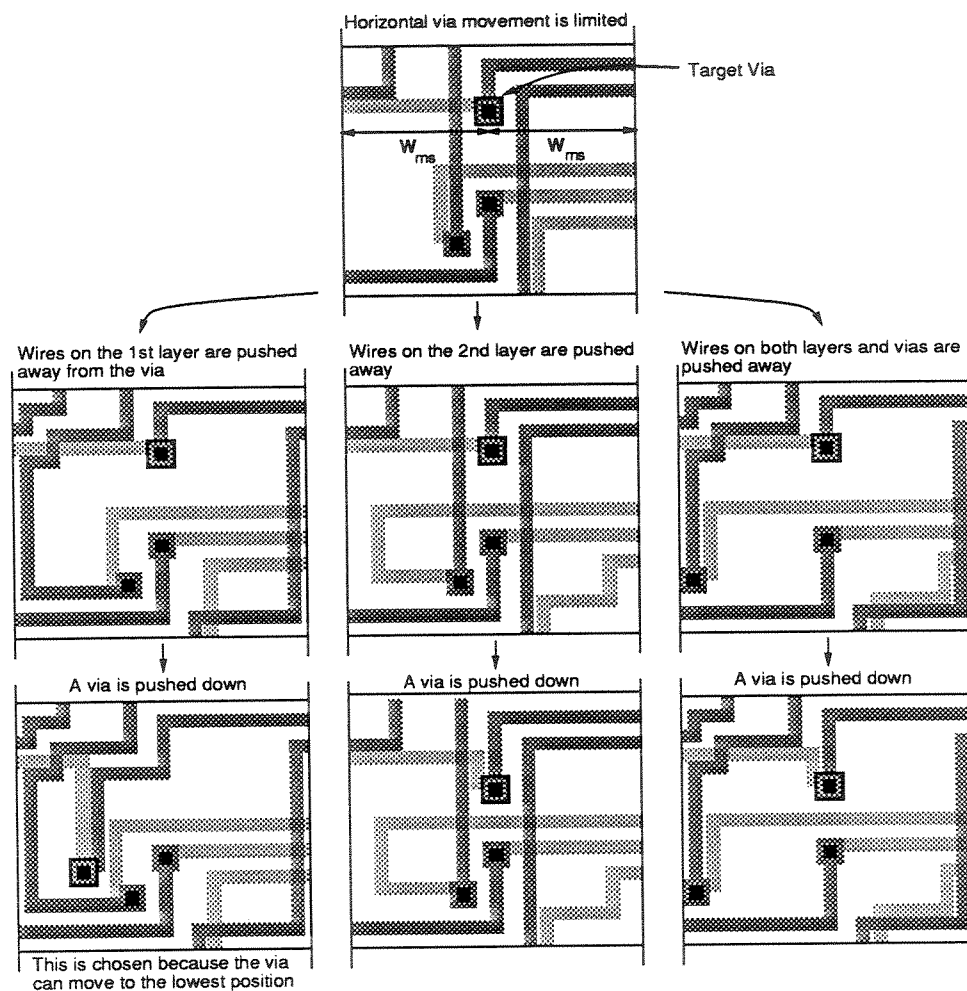 Horizontal via movement is limited
Target Via
W_ms W_ms
Wires on the 1st layer are pushed
away from the via
Wires on the 2nd layer are pushed
away
Wires on both layers and vias are
pushed away
A via is pushed down
A via is pushed down
A via is pushed down
This is chosen because the via
can move to the lowest position